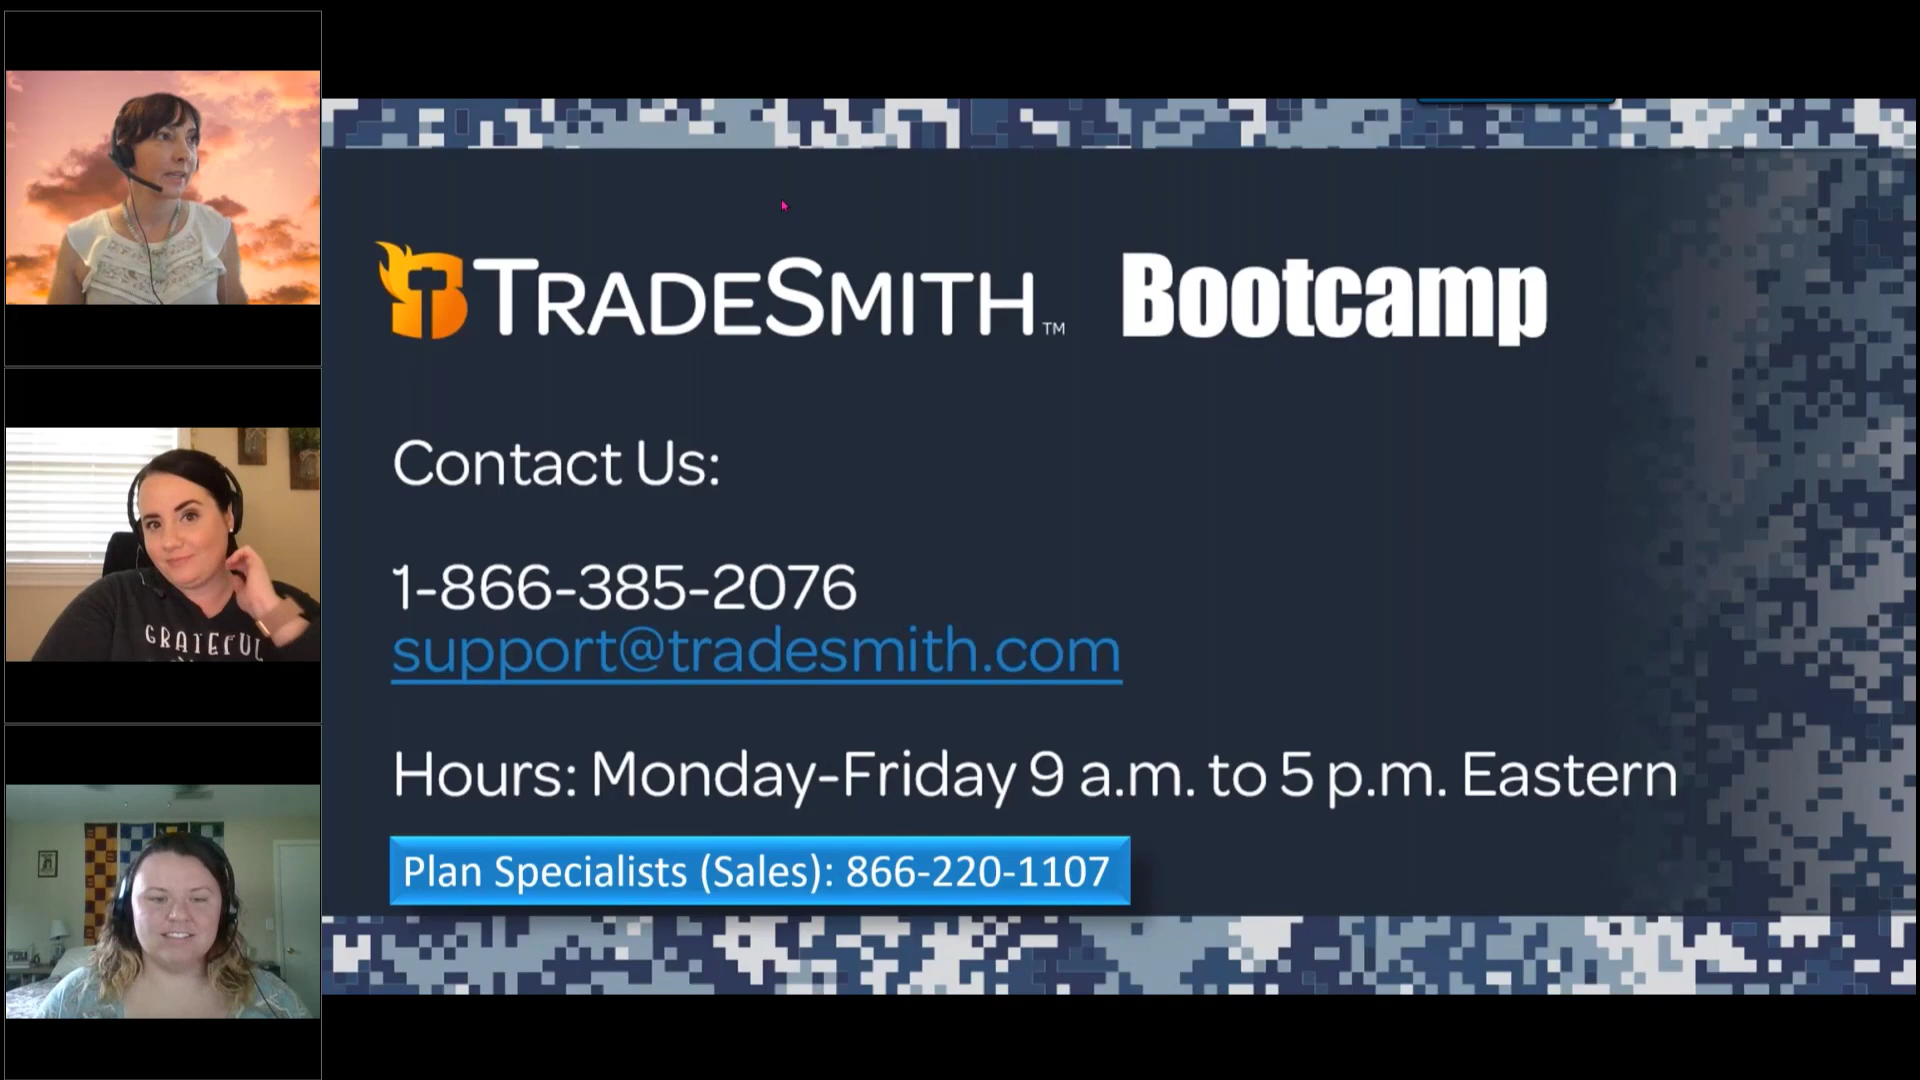 TRADESMITH™ Bootcamp
Contact Us:
1-866-385-2076
support@tradesmith.com
Hours: Monday-Friday 9 a.m. to 5 p.m. Eastern
Plan Specialists (Sales): 866-220-1107
GRATEFUL